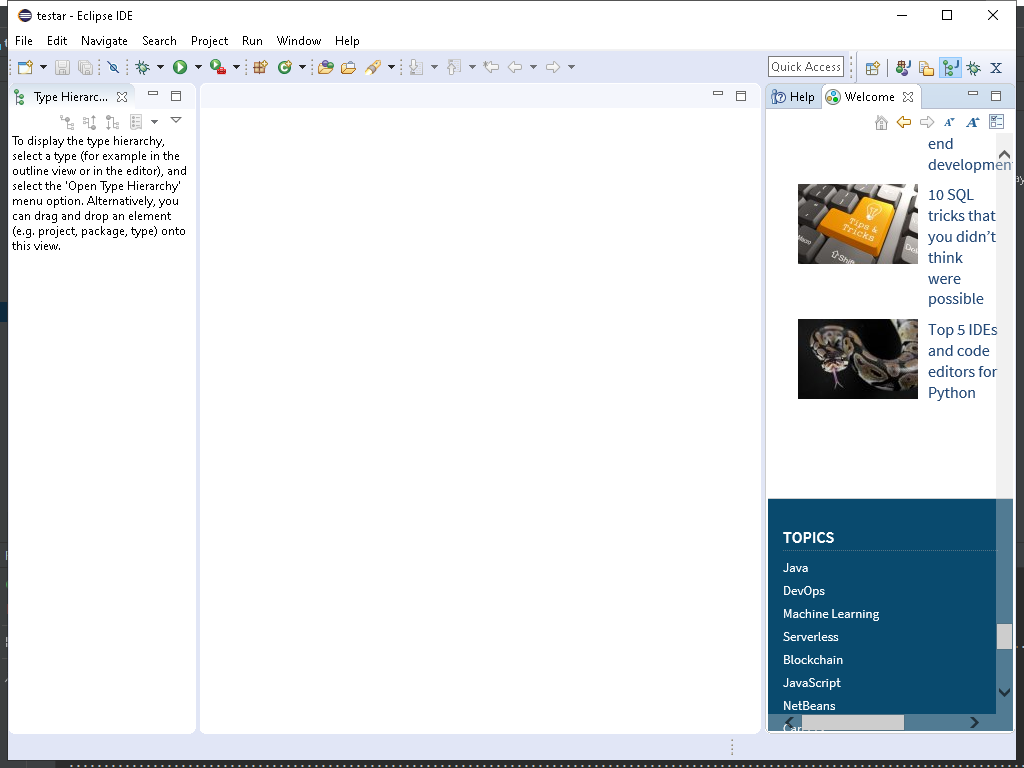 testar - Eclipse IDE
File Edit Navigate Search Project Run Window Help
Quick Access
Type Hierarc...
Help
Welcome
To display the type hierarchy,
select a type (for example in the
outline view or in the editor), and
select the 'Open Type Hierarchy'
menu option. Alternatively, you
can drag and drop an element
(e.g. project, package, type) onto
this view.
end
developmen
Tips &
Tricks
Shift
10 SQL
tricks that
you didn’t
think
were
possible
Top 5 IDEs
and code
editors for
Python
TOPICS
Java
DevOps
Machine Learning
Serverless
Blockchain
JavaScript
NetBeans